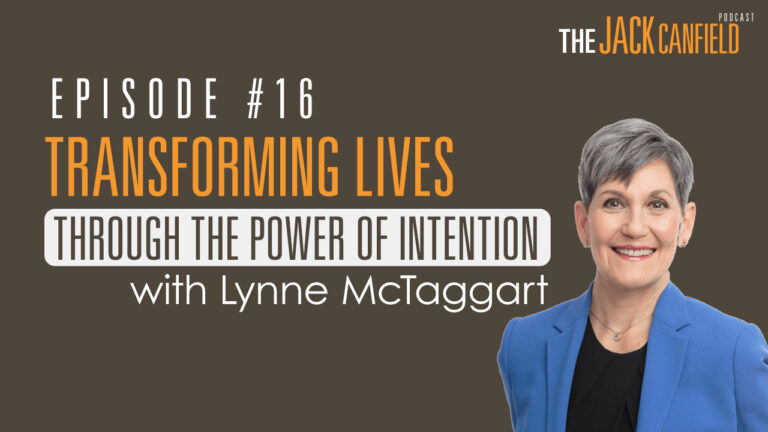 PODCAST
THE JACK CANFIELD
EPISODE #16
TRANSFORMING LIVES
THROUGH THE POWER OF INTENTION
with Lynne McTaggart